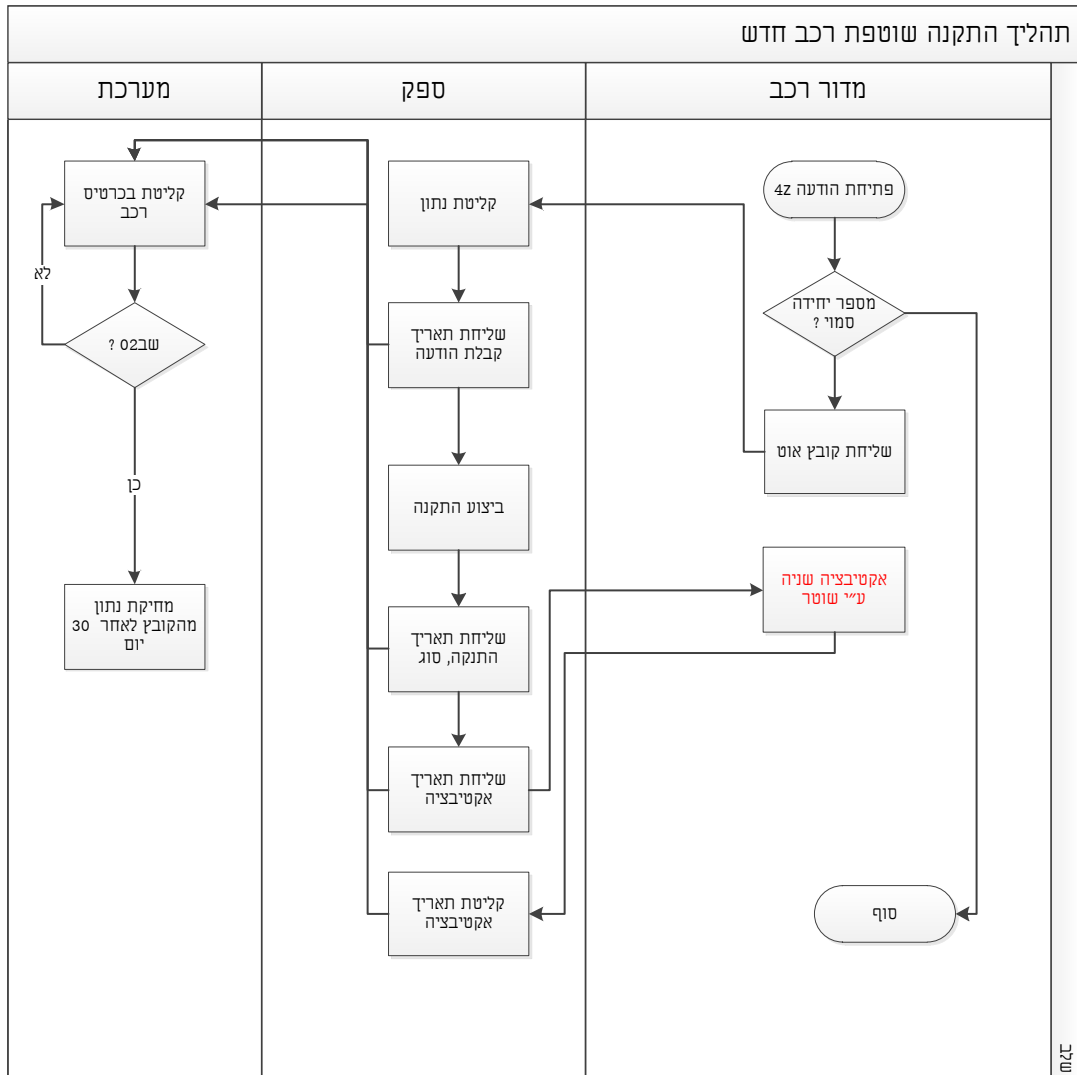 תהליך התקנה שוטפת רכב חדש
מדור רכב
ספק
מערכת
פתיחת הודעה 4z
מספר יחידה
סמוי ?
שליחת קובץ אוט
אקטיבציה שניה
ע״י שוטר
סוף
קליטת נתון
שליחת תאריך
קבלת הודעה
ביצוע התקנה
שליחת תאריך
התנקה, סוג
שליחת תאריך
אקטיבציה
קליטת תאריך
אקטיבציה
קליטת בכרטיס
רכב
לא
שב02 ?
כן
מחיקת נתון
מהקובץ לאחר 30
יום
שלב